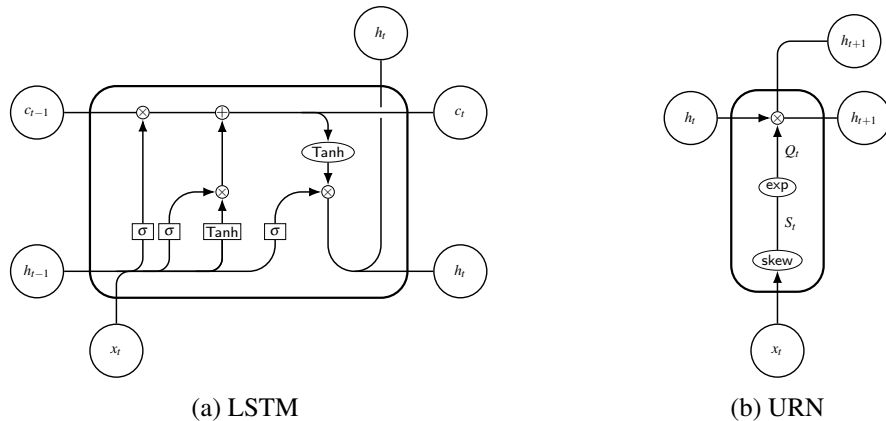 h_t
h_{t+1}
c_{t−1} × + c_t
h_t × h_{t+1}
Tanh
Q_t
× ×
exp
σ σ Tanh σ
S_t
h_{t−1} h_t
skew
x_t
x_t
(a) LSTM
(b) URN